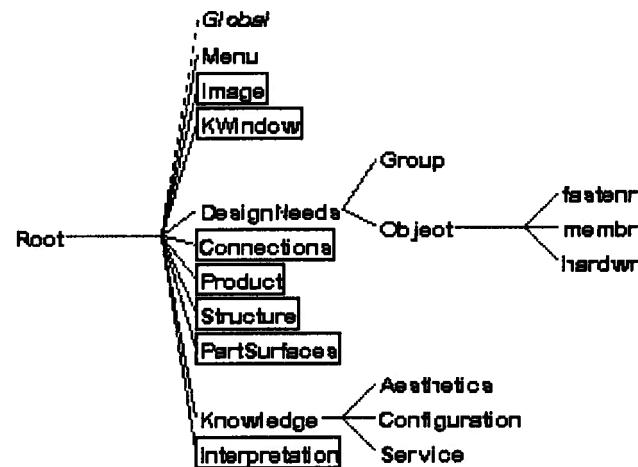 Global
Menu
Image
KWindow
Group
DesignNeeds
fastenr
Root
Connections
Object
membr
Product
hardwr
Structure
PartSurfaces
Aesthetics
Knowledge
Configuration
Interpretation
Service